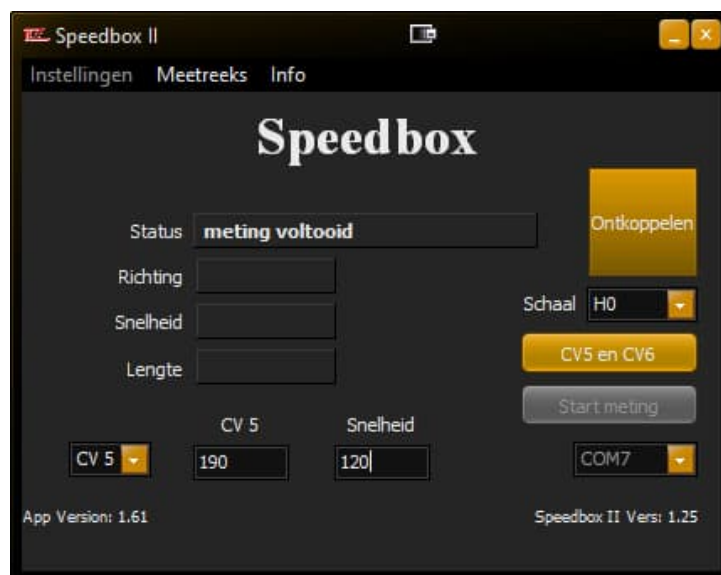 Speedbox II
Instellingen Meetreeks Info
Speedbox
Status meting voltooid
Ontkoppelen
Richting
Schaal H0
Snelheid
CV5 en CV6
Lengte
Start meting
CV 5 Snelheid
CV 5 190 120 COM7
App Version: 1.61 Speedbox II Vers: 1.25